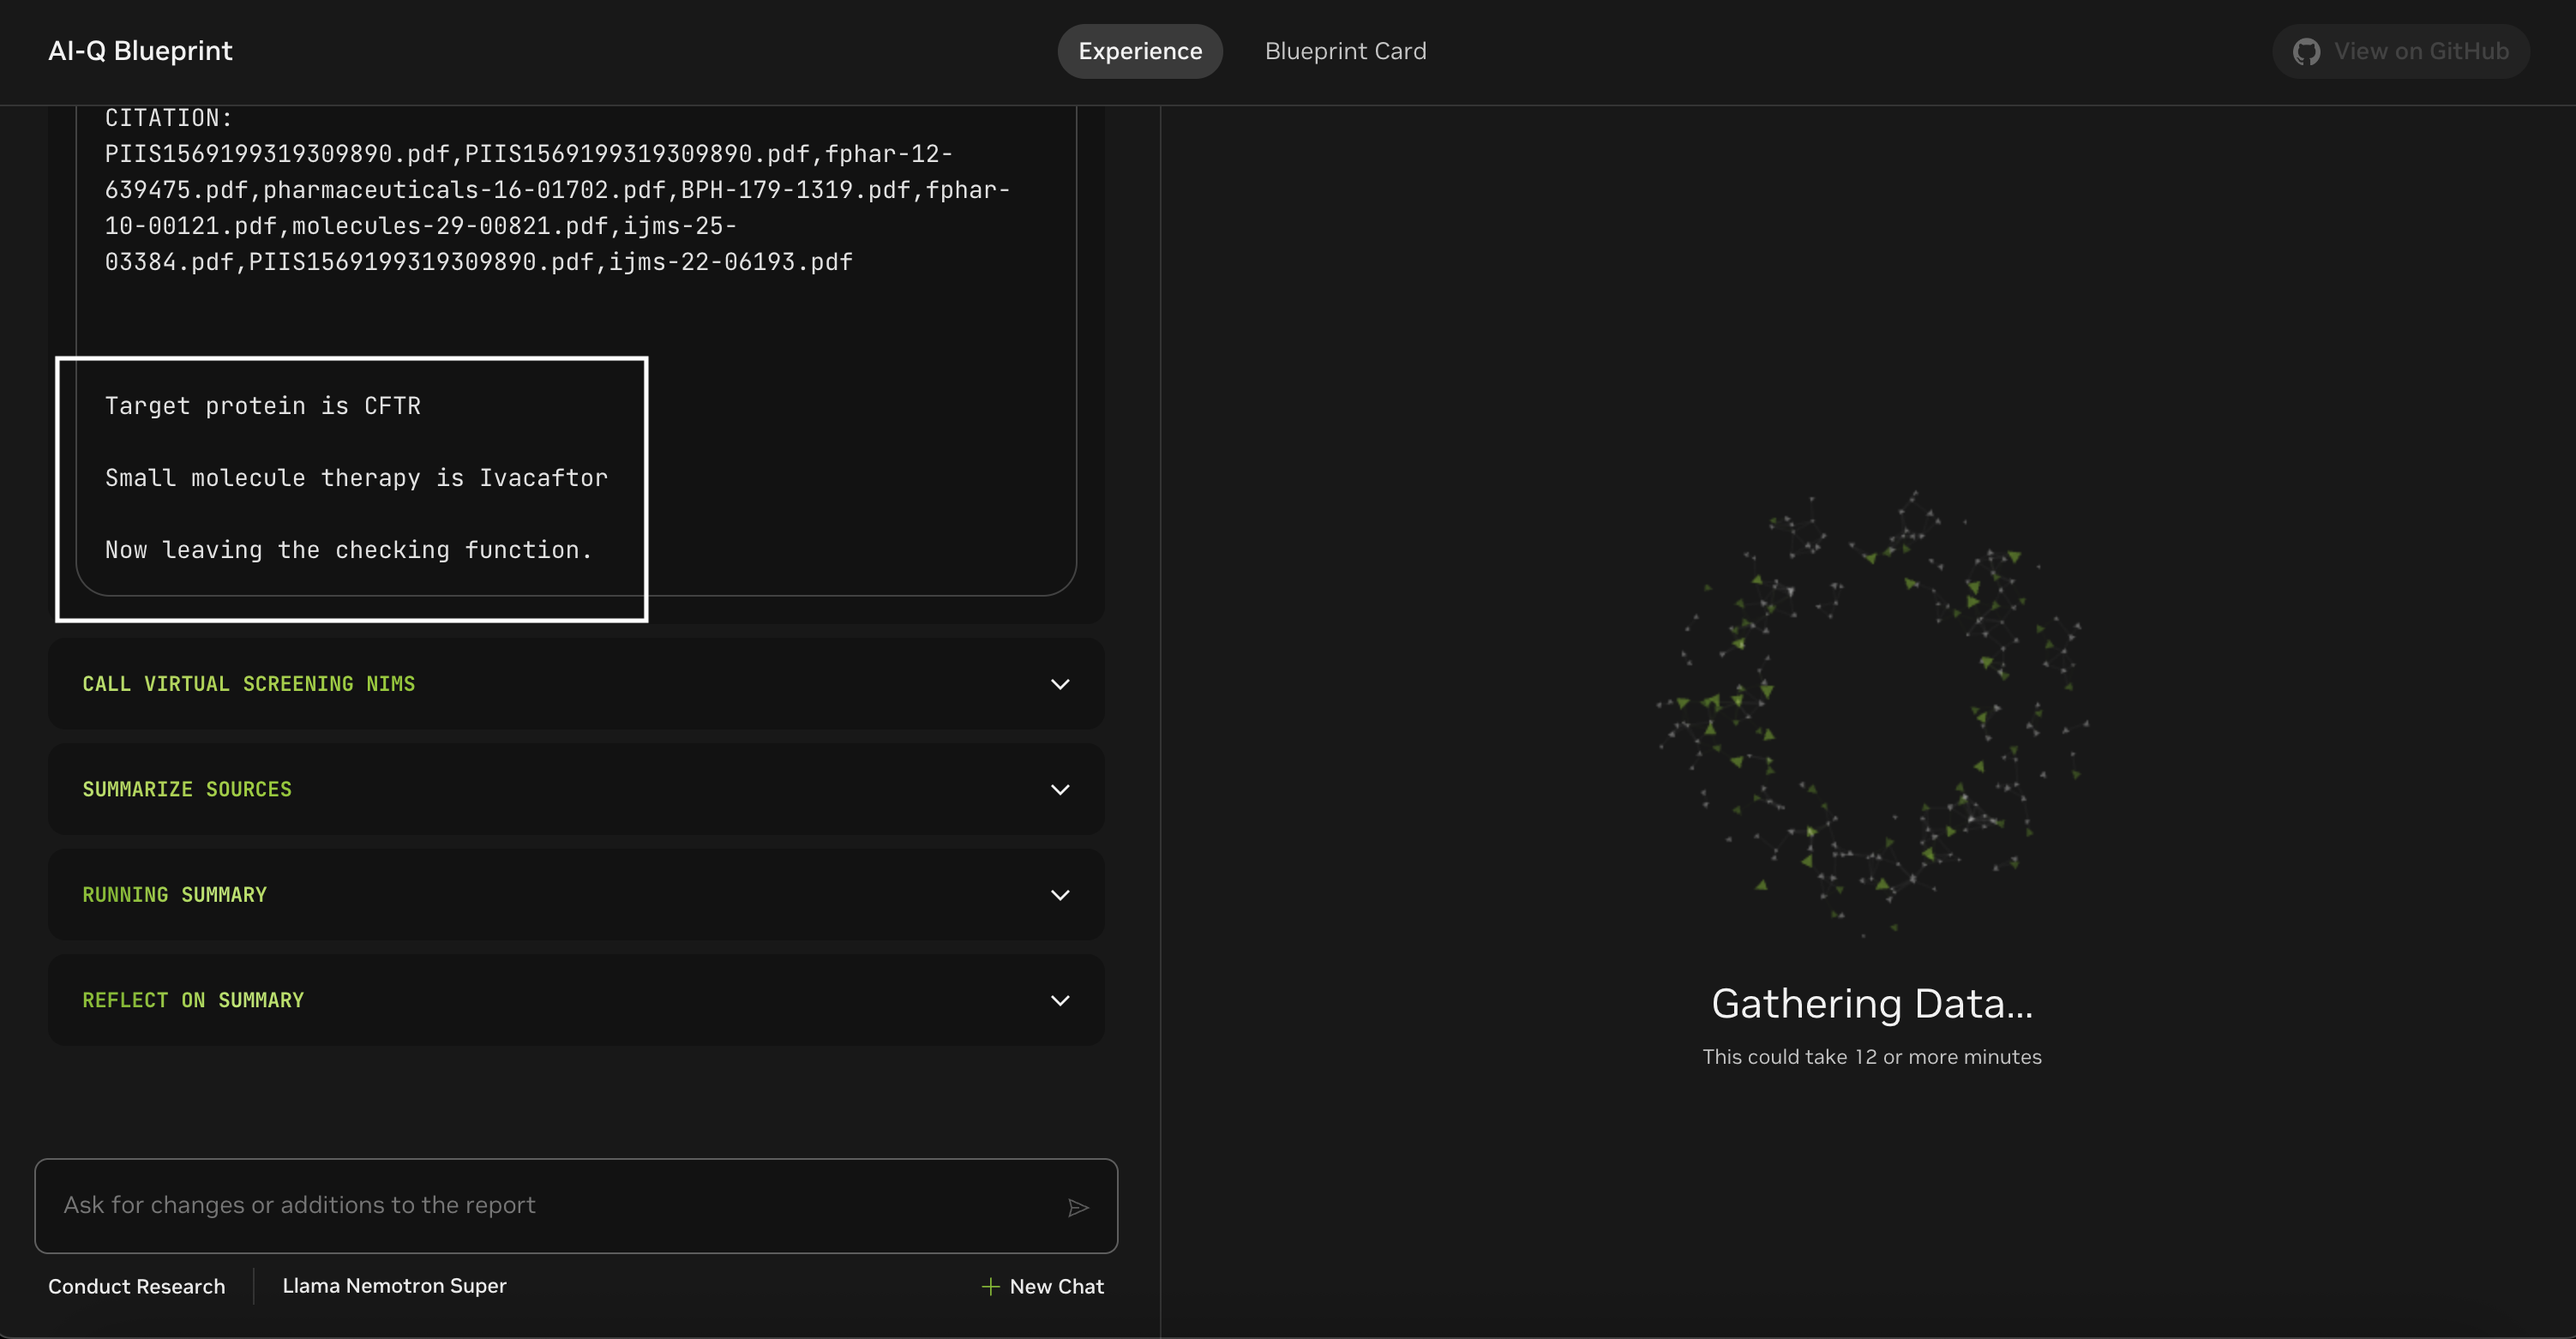 AI-Q Blueprint
Experience
Blueprint Card
View on GitHub
CITATION:
PIIS1569199319309890.pdf,PIIS1569199319309890.pdf,fphar-12-
639475.pdf,pharmaceuticals-16-01702.pdf,BPH-179-1319.pdf,fphar-
10-00121.pdf,molecules-29-00821.pdf,ijms-25-
03384.pdf,PIIS1569199319309890.pdf,ijms-22-06193.pdf
Target protein is CFTR
Small molecule therapy is Ivacaftor
Now leaving the checking function.
CALL VIRTUAL SCREENING NIMS
SUMMARIZE SOURCES
RUNNING SUMMARY
REFLECT ON SUMMARY
Ask for changes or additions to the report
Conduct Research
Llama Nemotron Super
New Chat
Gathering Data...
This could take 12 or more minutes